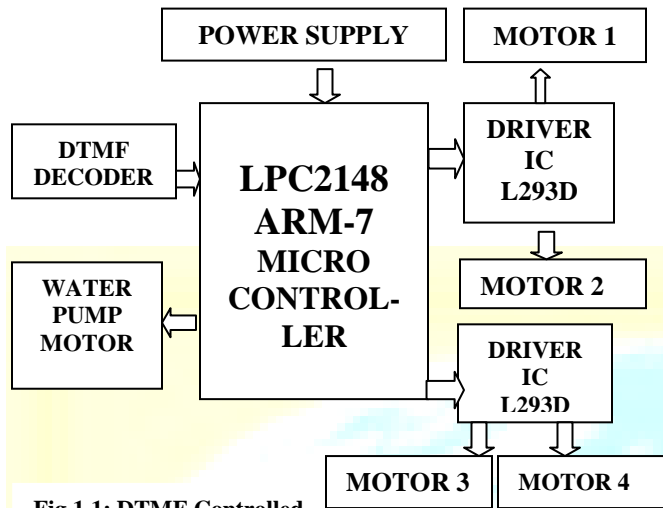 POWER SUPPLY
MOTOR 1
DTMF
DECODER
LPC2148
ARM-7
MICRO
CONTROL-
LER
DRIVER
IC
L293D
WATER
PUMP
MOTOR
MOTOR 2
DRIVER
IC
L293D
MOTOR 3
MOTOR 4
Fig 1.1: DTMF Controlled